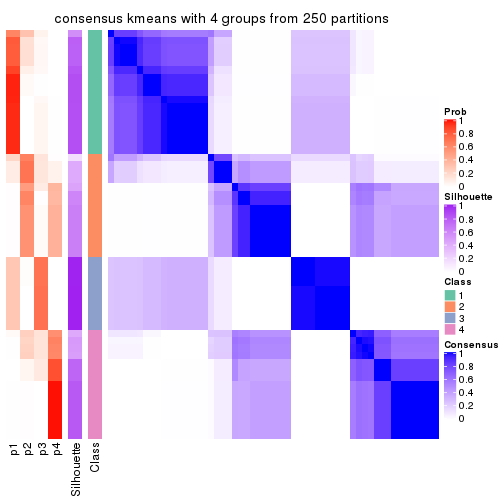 consensus kmeans with 4 groups from 250 partitions
Prob
1
0.8
0.6
0.4
0.2
0
Silhouette
1
0.8
0.6
0.4
0.2
0
Class
1
2
3
4
Consensus
1
0.8
0.6
0.4
0.2
0
p1
p2
p3
p4
Silhouette
Class